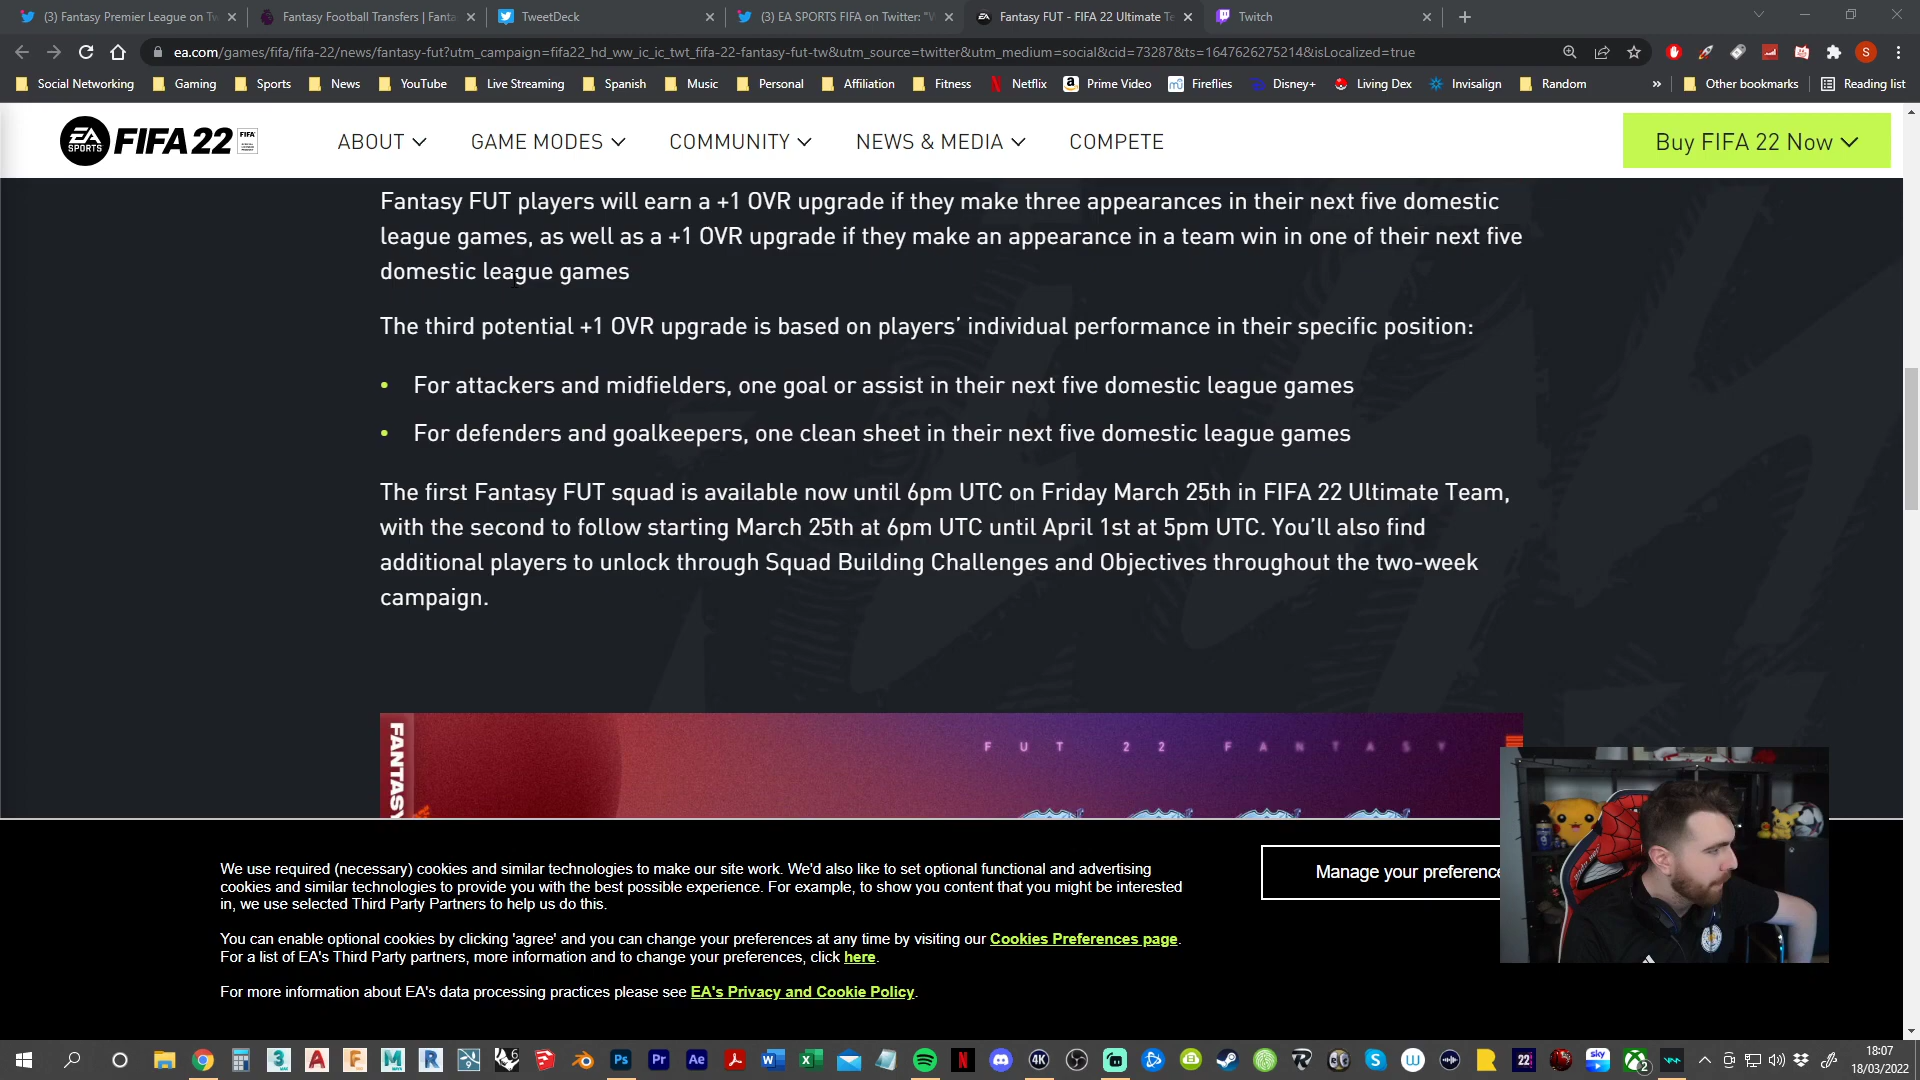 (3) Fantasy Premier League on Tw
Fantasy Football Transfers | Fanta
TweetDeck
(3) EA SPORTS FIFA on Twitter: "W
Fantasy FUT - FIFA 22 Ultimate Te
Twitch
ea.com/games/fifa/fifa-22/news/fantasy-fut?utm_campaign=fifa22_hd_ww_ic_ic_twt_fifa-22-fantasy-fut-tw&utm_source=twitter&utm_medium=social&cid=73287&ts=1647626275214&isLocalized=true
S
Social Networking
Gaming
Sports
News
YouTube
Live Streaming
Spanish
Music
Personal
Affiliation
Fitness
Netflix
Prime Video
Fireflies
Disney+
Living Dex
Invisalign
Random
»
Other bookmarks
Reading list
EA SPORTS FIFA 22 FIFA
ABOUT
GAME MODES
COMMUNITY
NEWS & MEDIA
COMPETE
Buy FIFA 22 Now
Fantasy FUT players will earn a +1 OVR upgrade if they make three appearances in their next five domestic
league games, as well as a +1 OVR upgrade if they make an appearance in a team win in one of their next five
domestic league games
The third potential +1 OVR upgrade is based on players’ individual performance in their specific position:
• For attackers and midfielders, one goal or assist in their next five domestic league games
• For defenders and goalkeepers, one clean sheet in their next five domestic league games
The first Fantasy FUT squad is available now until 6pm UTC on Friday March 25th in FIFA 22 Ultimate Team,
with the second to follow starting March 25th at 6pm UTC until April 1st at 5pm UTC. You’ll also find
additional players to unlock through Squad Building Challenges and Objectives throughout the two-week
campaign.
FANTASY
FUT 22 FANTASY
We use required (necessary) cookies and similar technologies to make our site work. We'd also like to set optional functional and advertising
cookies and similar technologies to provide you with the best possible experience. For example, to show you content that you might be interested
in, we use selected Third Party Partners to help us do this.
You can enable optional cookies by clicking 'agree' and you can change your preferences at any time by visiting our Cookies Preferences page.
For a list of EA's Third Party partners, more information and to change your preferences, click here.
For more information about EA's data processing practices please see EA's Privacy and Cookie Policy.
Manage your preference
18:07
18/03/2022